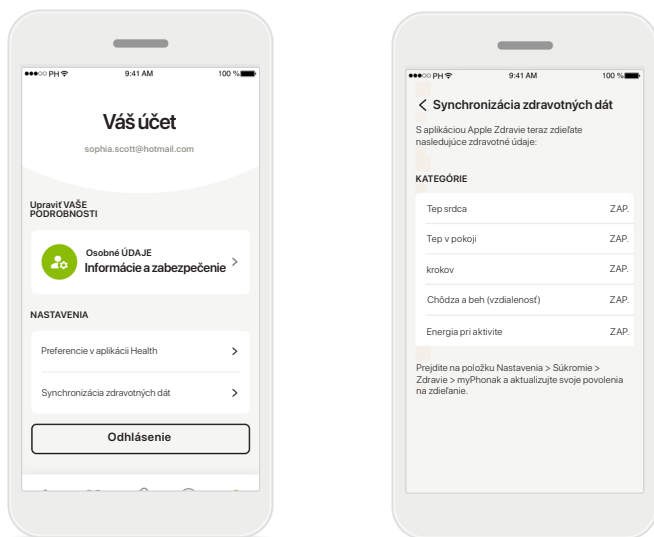 PH
9:41 AM
100 %
Váš účet
sophia.scott@hotmail.com
Upraviť VAŠE
PODROBNOSTI
Osobné ÚDAJE
Informácie a zabezpečenie
NASTAVENIA
Preferencie v aplikácii Health
Synchronizácia zdravotných dát
Odhlásenie
PH
9:41 AM
100 %
Synchronizácia zdravotných dát
S aplikáciou Apple Zdravie teraz zdieľate
nasledujúce zdravotné údaje:
KATEGÓRIE
Tep srdca ZAP.
Tep v pokoji ZAP.
krokov ZAP.
Chôdza a beh (vzdialenosť) ZAP.
Energia pri aktivite ZAP.
Prejdite na položku Nastavenia > Súkromie >
Zdravie > myPhonak a aktualizujte svoje povolenia
na zdieľanie.